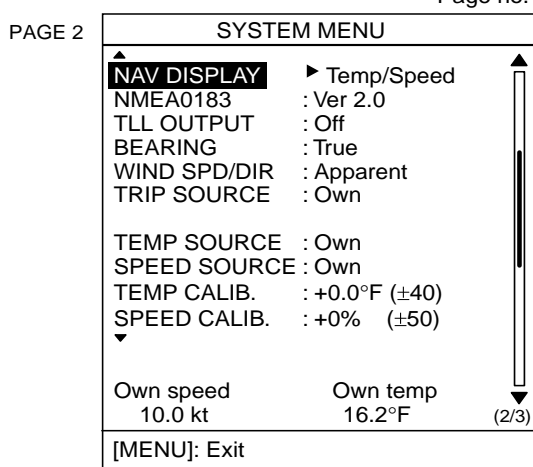 Page no.
PAGE 2
SYSTEM MENU
NAV DISPLAY Temp/Speed
NMEA0183 : Ver 2.0
TLL OUTPUT : Off
BEARING : True
WIND SPD/DIR : Apparent
TRIP SOURCE : Own
TEMP SOURCE : Own
SPEED SOURCE : Own
TEMP CALIB. : +0.0°F (±40)
SPEED CALIB. : +0% (±50)
Own speed Own temp
10.0 kt 16.2°F (2/3)
[MENU]: Exit